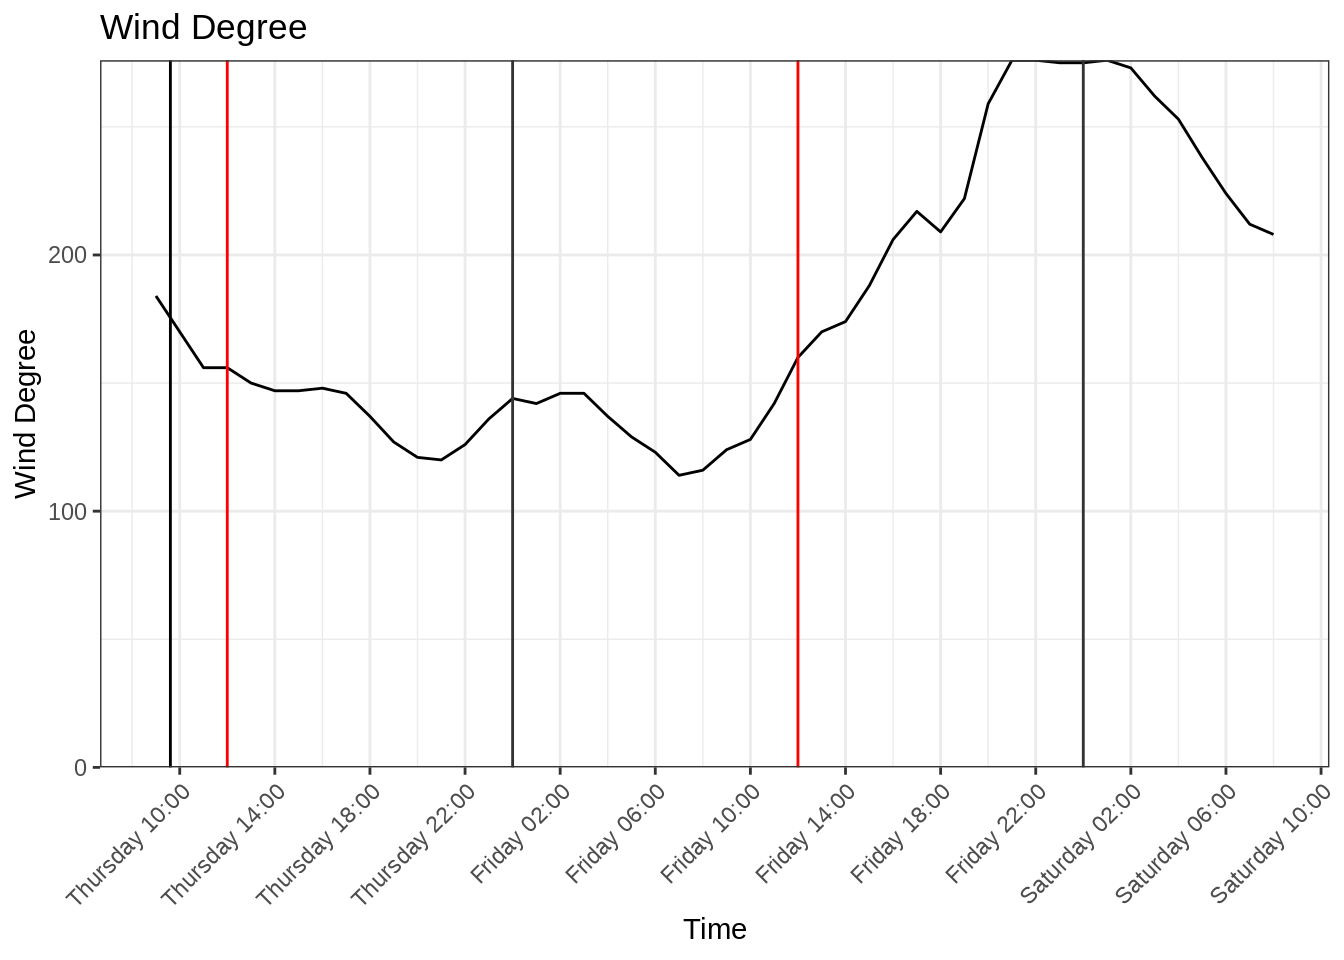 Wind Degree
Wind Degree
200
100
0
Thursday 10:00
Thursday 14:00
Thursday 18:00
Thursday 22:00
Friday 02:00
Friday 06:00
Friday 10:00
Friday 14:00
Friday 18:00
Friday 22:00
Saturday 02:00
Saturday 06:00
Saturday 10:00
Time